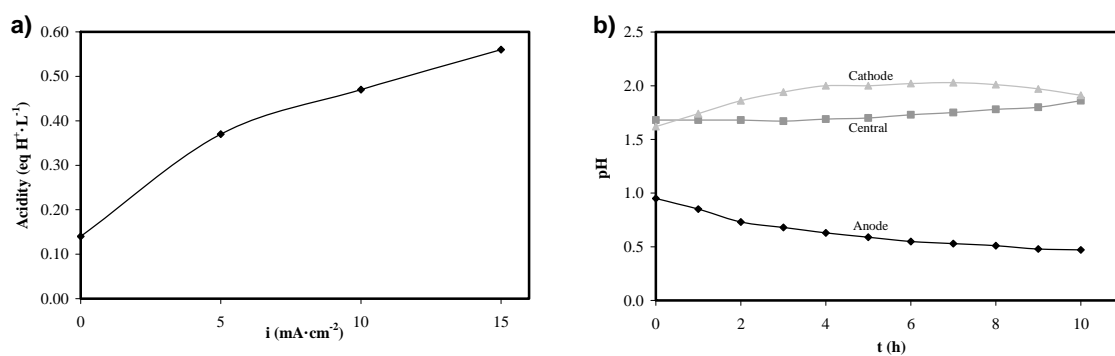 a)
Acidity (eq H⁺·L⁻¹)
0.60
0.50
0.40
0.30
0.20
0.10
0.00
0
5
10
15
i (mA·cm⁻²)
b)
pH
2.5
2.0
1.5
1.0
0.5
0.0
Cathode
Central
Anode
0
2
4
6
8
10
t (h)